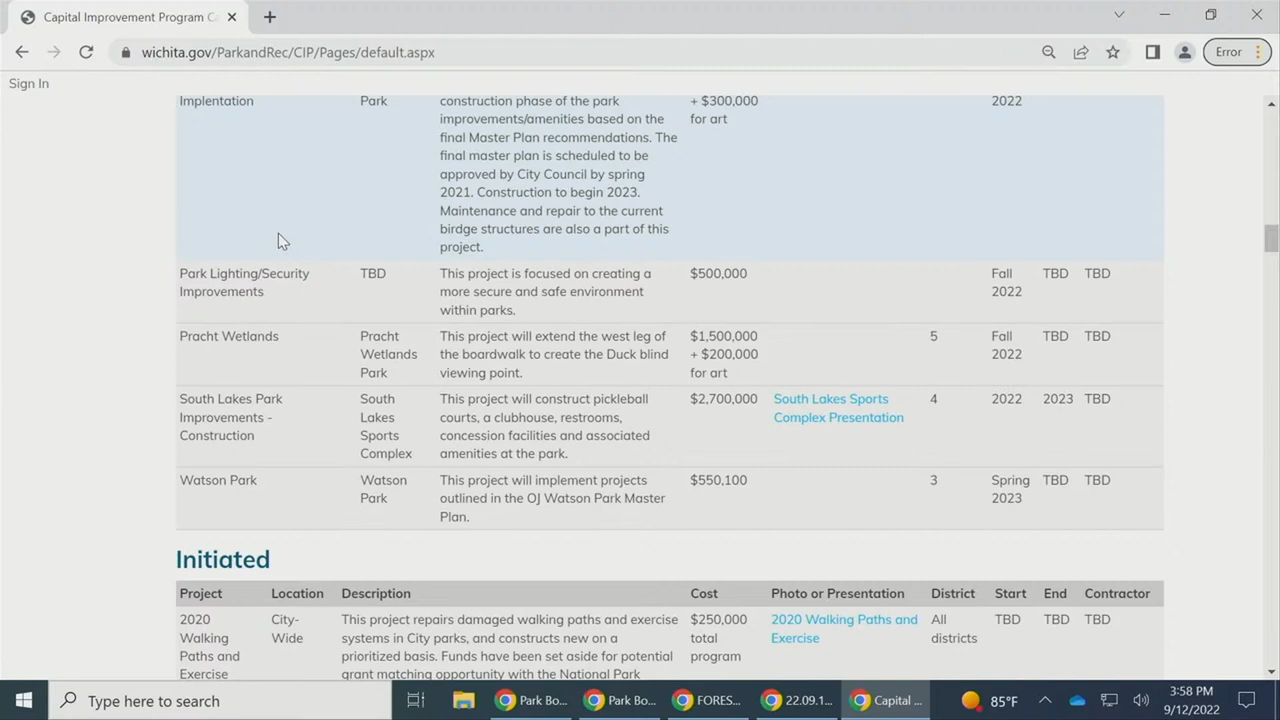 Capital Improvement Program C
wichita.gov/ParkandRec/CIP/Pages/default.aspx
Error
Sign In
Implentation
Park
construction phase of the park
improvements/amenities based on the
final Master Plan recommendations. The
final master plan is scheduled to be
approved by City Council by spring
2021. Construction to begin 2023.
Maintenance and repair to the current
birdge structures are also a part of this
project.
+ $300,000
for art
2022
Park Lighting/Security
Improvements
TBD
This project is focused on creating a
more secure and safe environment
within parks.
$500,000
Fall
2022
TBD
TBD
Pracht Wetlands
Pracht
Wetlands
Park
This project will extend the west leg of
the boardwalk to create the Duck blind
viewing point.
$1,500,000
+ $200,000
for art
5
Fall
2022
TBD
TBD
South Lakes Park
Improvements -
Construction
South
Lakes
Sports
Complex
This project will construct pickleball
courts, a clubhouse, restrooms,
concession facilities and associated
amenities at the park.
$2,700,000
South Lakes Sports
Complex Presentation
4
2022
2023
TBD
Watson Park
Watson
Park
This project will implement projects
outlined in the OJ Watson Park Master
Plan.
$550,100
3
Spring
2023
TBD
TBD
Initiated
Project
Location
Description
Cost
Photo or Presentation
District
Start
End
Contractor
2020
Walking
Paths and
Exercise
City-
Wide
This project repairs damaged walking paths and exercise
systems in City parks, and constructs new on a
prioritized basis. Funds have been set aside for potential
grant matching opportunity with the National Park
$250,000
total
program
2020 Walking Paths and
Exercise
All
districts
TBD
TBD
TBD
Type here to search
Park Bo...
Park Bo...
FORES...
22.09.1...
Capital ...
85°F
3:58 PM
9/12/2022